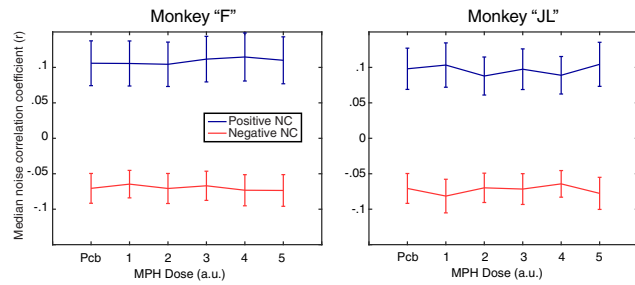 Monkey “F”
Median noise correlation coefficient (r)
.1
.05
0
-.05
-.1
Positive NC
Negative NC
Pcb 1 2 3 4 5
MPH Dose (a.u.)
Monkey “JL”
.1
.05
0
-.05
-.1
Pcb 1 2 3 4 5
MPH Dose (a.u.)